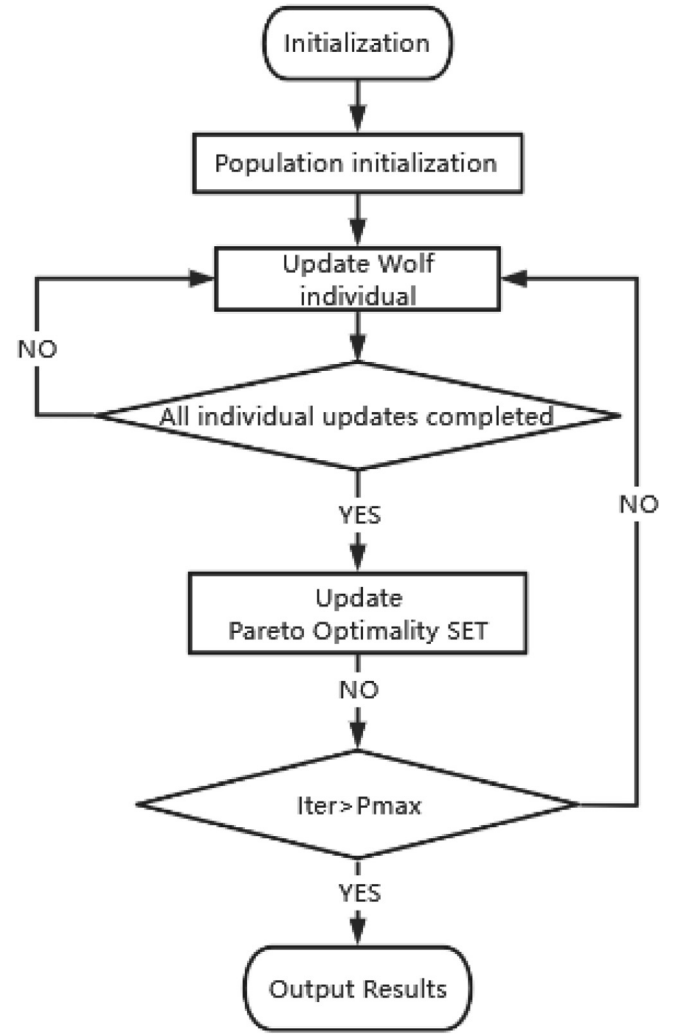 Initialization
Population initialization
Update Wolf
individual
NO
All individual updates completed
NO
YES
Update
Pareto Optimality SET
NO
Iter>Pmax
YES
Output Results